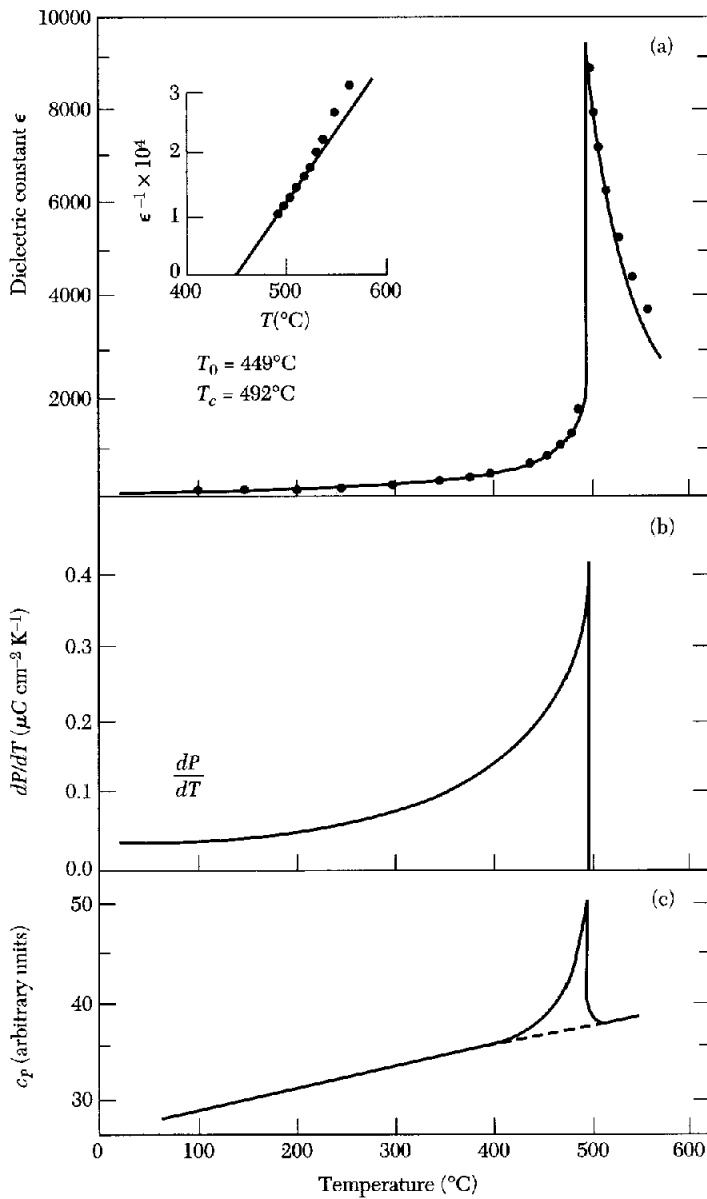 10000
(a)
8000
6000
4000
2000
Dielectric constant ϵ
3
2
1
0
ϵ⁻¹ × 10⁴
400
500
600
T(°C)
T₀ = 449°C
T_c = 492°C
(b)
0.4
0.3
0.2
0.1
0.0
dP/dT (μC cm⁻² K⁻¹)
dP
dT
(c)
50
40
30
c_p (arbitrary units)
0
100
200
300
400
500
600
Temperature (°C)